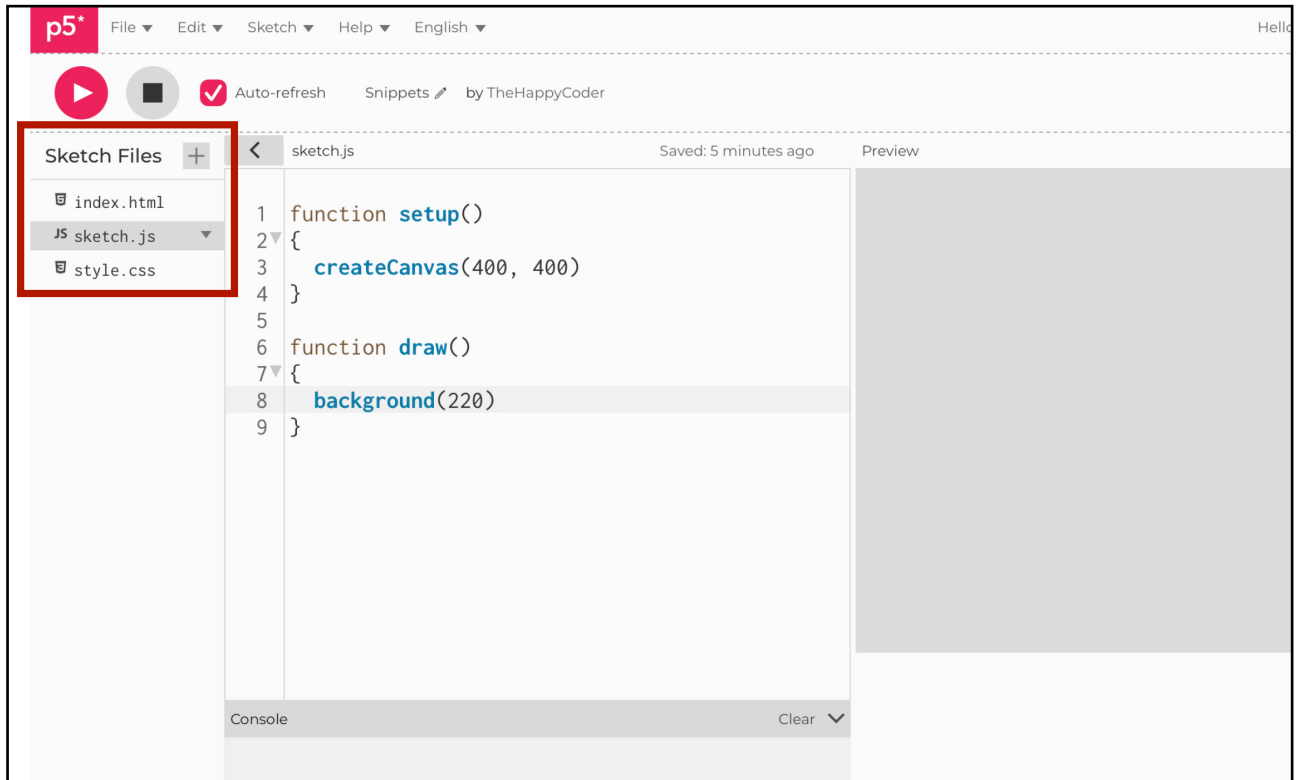 p5* File Edit Sketch Help English Hello
Auto-refresh Snippets by TheHappyCoder
Sketch Files +
sketch.js Saved: 5 minutes ago Preview
index.html
JS sketch.js
style.css
1 function setup()
2 {
3 createCanvas(400, 400)
4 }
5
6 function draw()
7 {
8 background(220)
9 }
Console Clear